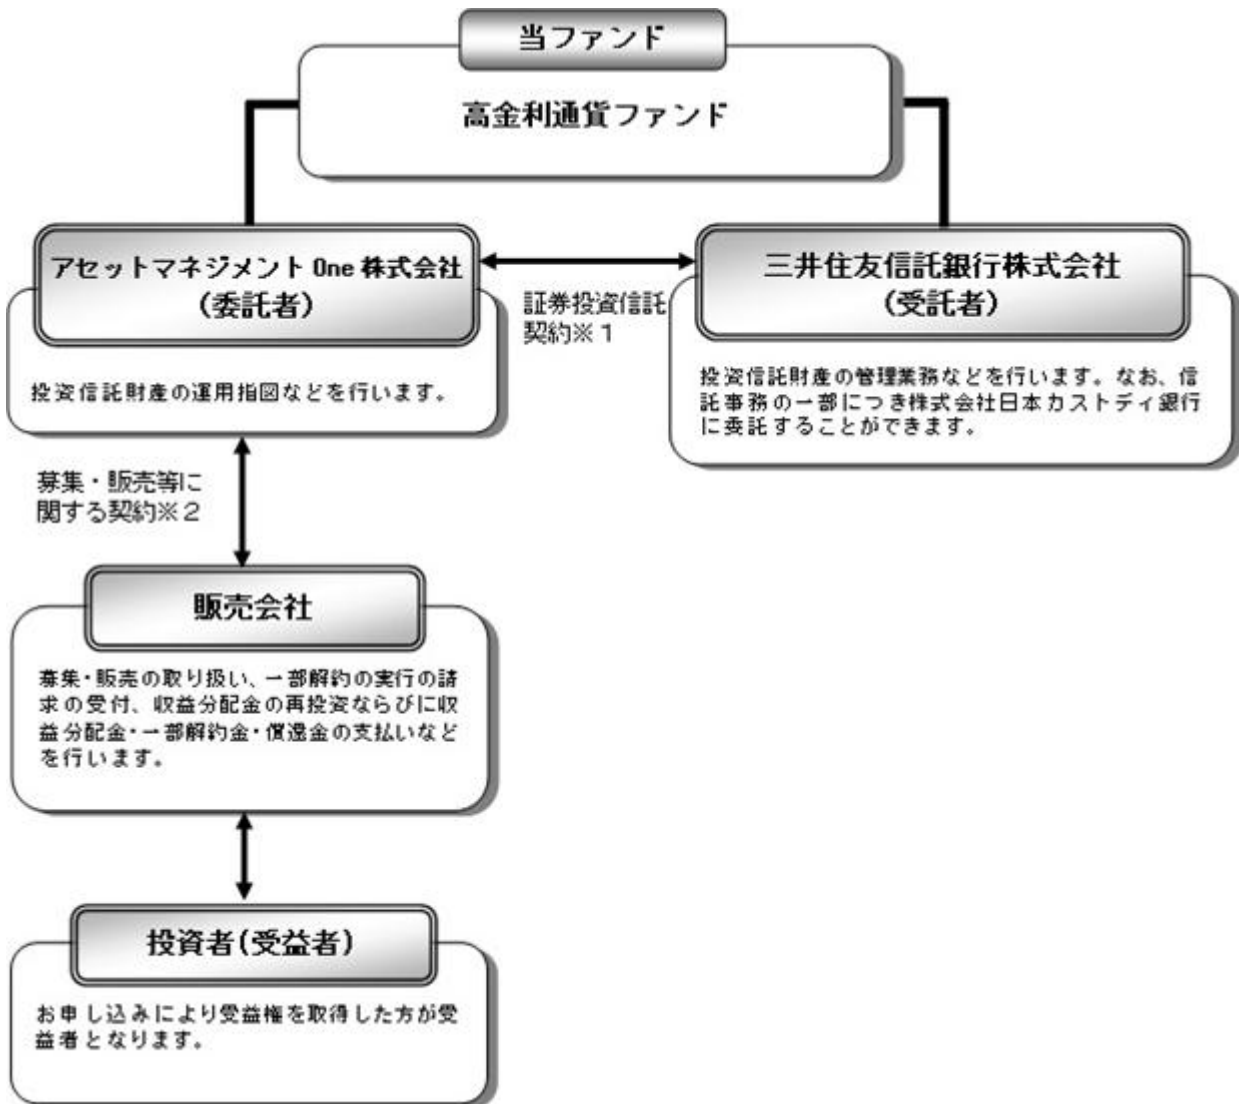 当ファンド
高金利通貨ファンド
アセットマネジメント One 株式会社
(委託者)
投資信託財産の運用指図などを行います。
証券投資信託
契約※1
三井住友信託銀行株式会社
(受託者)
投資信託財産の管理業務などを行います。なお、信
託事務の一部につき株式会社日本カストディ銀行
に委託することができます。
募集・販売等に
関する契約※2
販売会社
募集・販売の取り扱い、一部解約の実行の請
求の受付、収益分配金の再投資ならびに収
益分配金・一部解約金・償還金の支払いなど
を行います。
投資者(受益者)
お申し込みにより受益権を取得した方が受
益者となります。